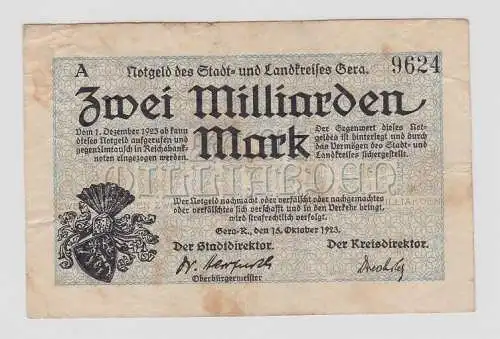 A Notgeld des Stadt- und Landkreises Gera. 9624
Zwei Milliarden
Mark
Vom 1. Dezember 1923 ab kann
dieses Notgeld aufgerufen und
gegen Umtausch in Reichsbank-
noten eingezogen werden.
Der Gegenwert dieses Not-
geldes ist hinterlegt und durch
das Vermögen des Stadt- und
Landkreises sichergestellt.
MILLIARDEN
Wer Notgeld nachmacht oder verfälscht oder nachgemachtes
oder verfälschtes sich verschafft und in den Verkehr bringt,
wird strafrechtlich verfolgt.
Gera-R., den 16. Oktober 1923.
Der Stadtdirektor. Der Kreisdirektor.
Oberbürgermeister